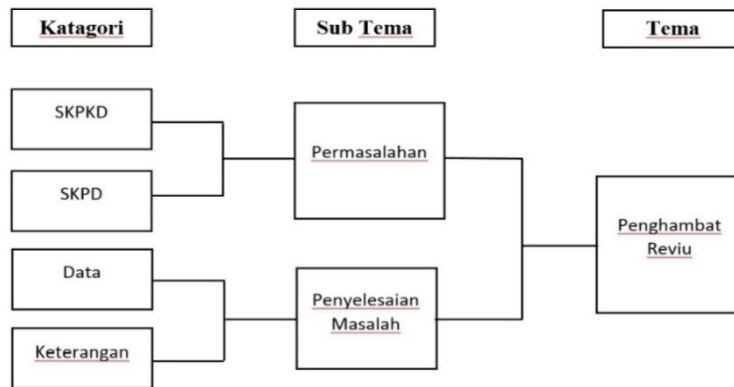 Katagori
Sub Tema
Tema
SKPKD
SKPD
Data
Keterangan
Permasalahan
Penyelesaian
Masalah
Penghambat
Reviu